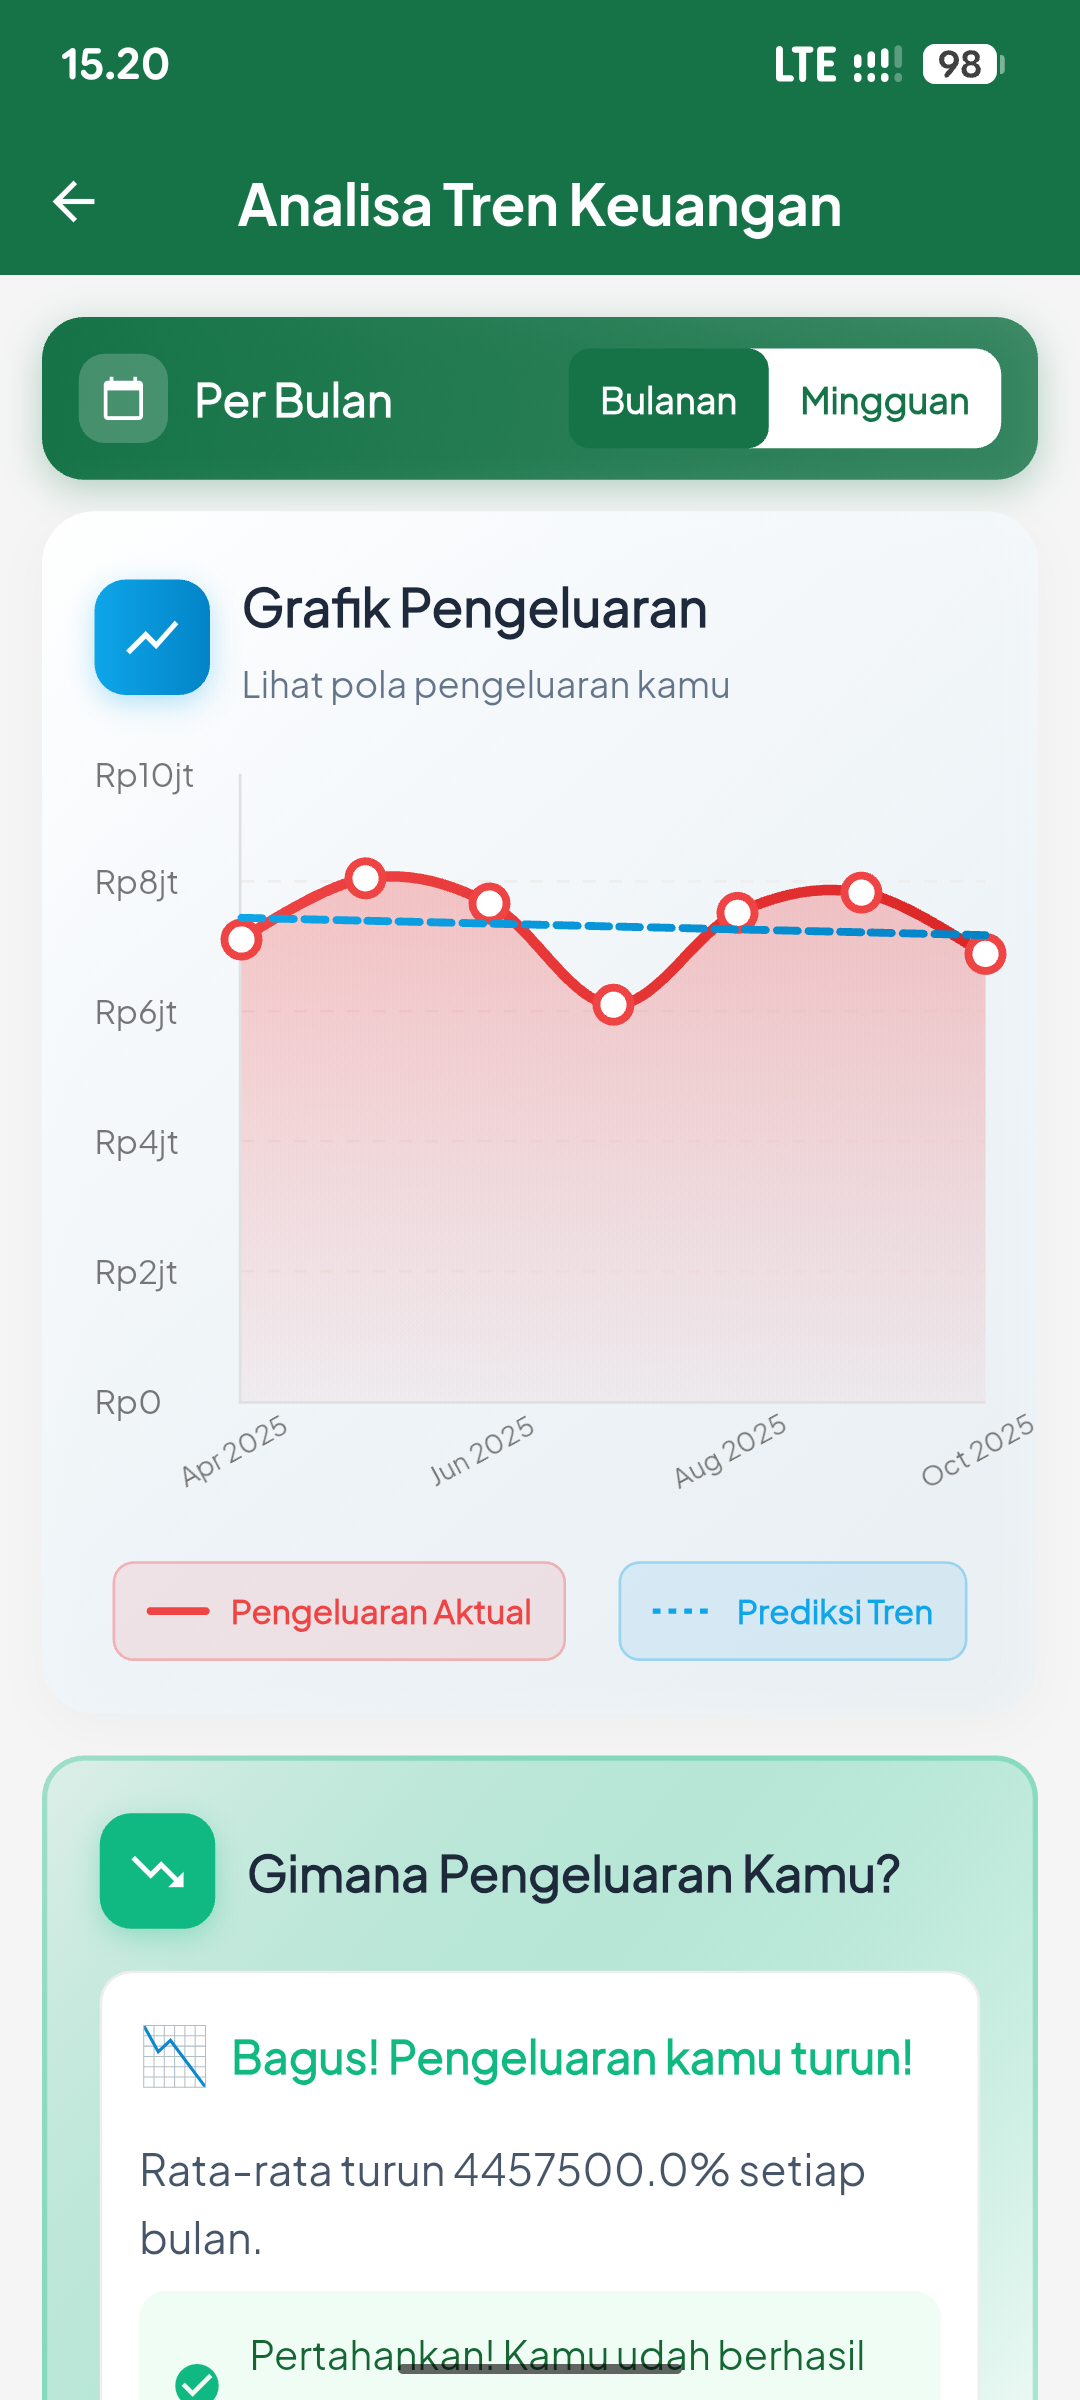 15.20
LTE
98
Analisa Tren Keuangan
Per Bulan
Bulanan
Mingguan
Grafik Pengeluaran
Lihat pola pengeluaran kamu
Rp10jt
Rp8jt
Rp6jt
Rp4jt
Rp2jt
Rp0
Apr 2025
Jun 2025
Aug 2025
Oct 2025
Pengeluaran Aktual
Prediksi Tren
Gimana Pengeluaran Kamu?
Bagus! Pengeluaran kamu turun!
Rata-rata turun 4457500.0% setiap
bulan.
Pertahankan! Kamu udah berhasil